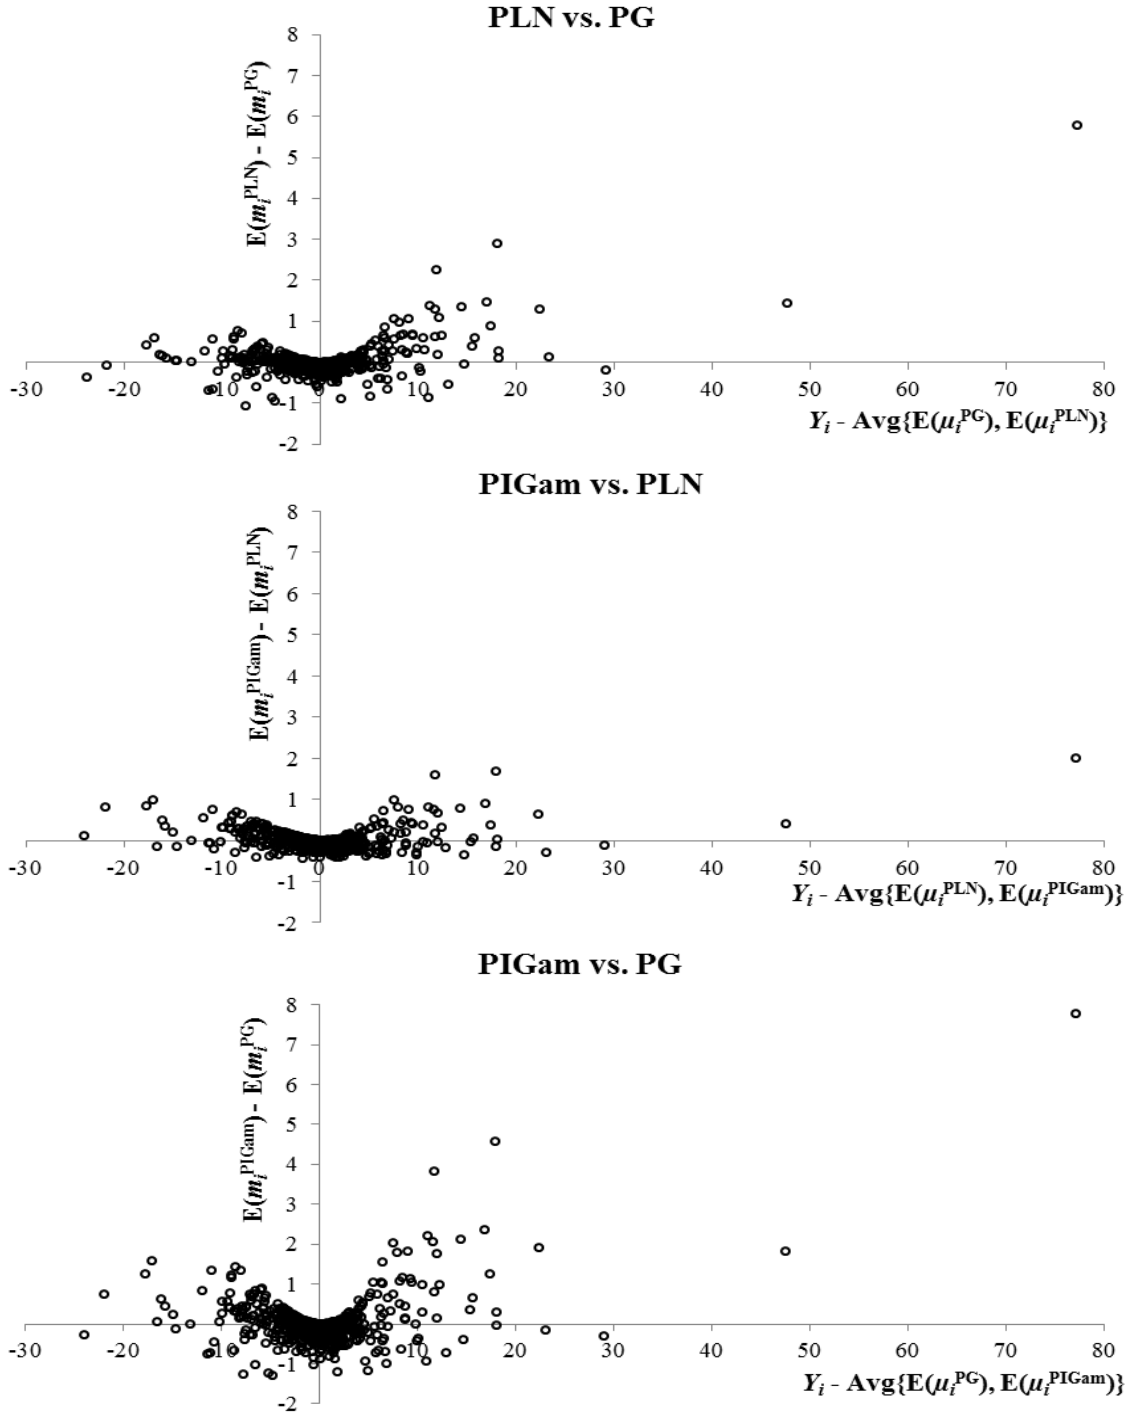 PLN vs. PG
8
7
6
5
4
3
2
1
-1
-2
E(m_i^PLN) - E(m_i^PG)
-30 -20 -10 0 10 20 30 40 50 60 70 80
Y_i - Avg{E(μ_i^PG), E(μ_i^PLN)}
PIGam vs. PLN
8
7
6
5
4
3
2
1
-1
-2
E(m_i^PIGam) - E(m_i^PLN)
-30 -20 -10 0 10 20 30 40 50 60 70 80
Y_i - Avg{E(μ_i^PLN), E(μ_i^PIGam)}
PIGam vs. PG
8
7
6
5
4
3
2
1
-1
-2
E(m_i^PIGam) - E(m_i^PG)
-30 -20 -10 0 10 20 30 40 50 60 70 80
Y_i - Avg{E(μ_i^PG), E(μ_i^PIGam)}